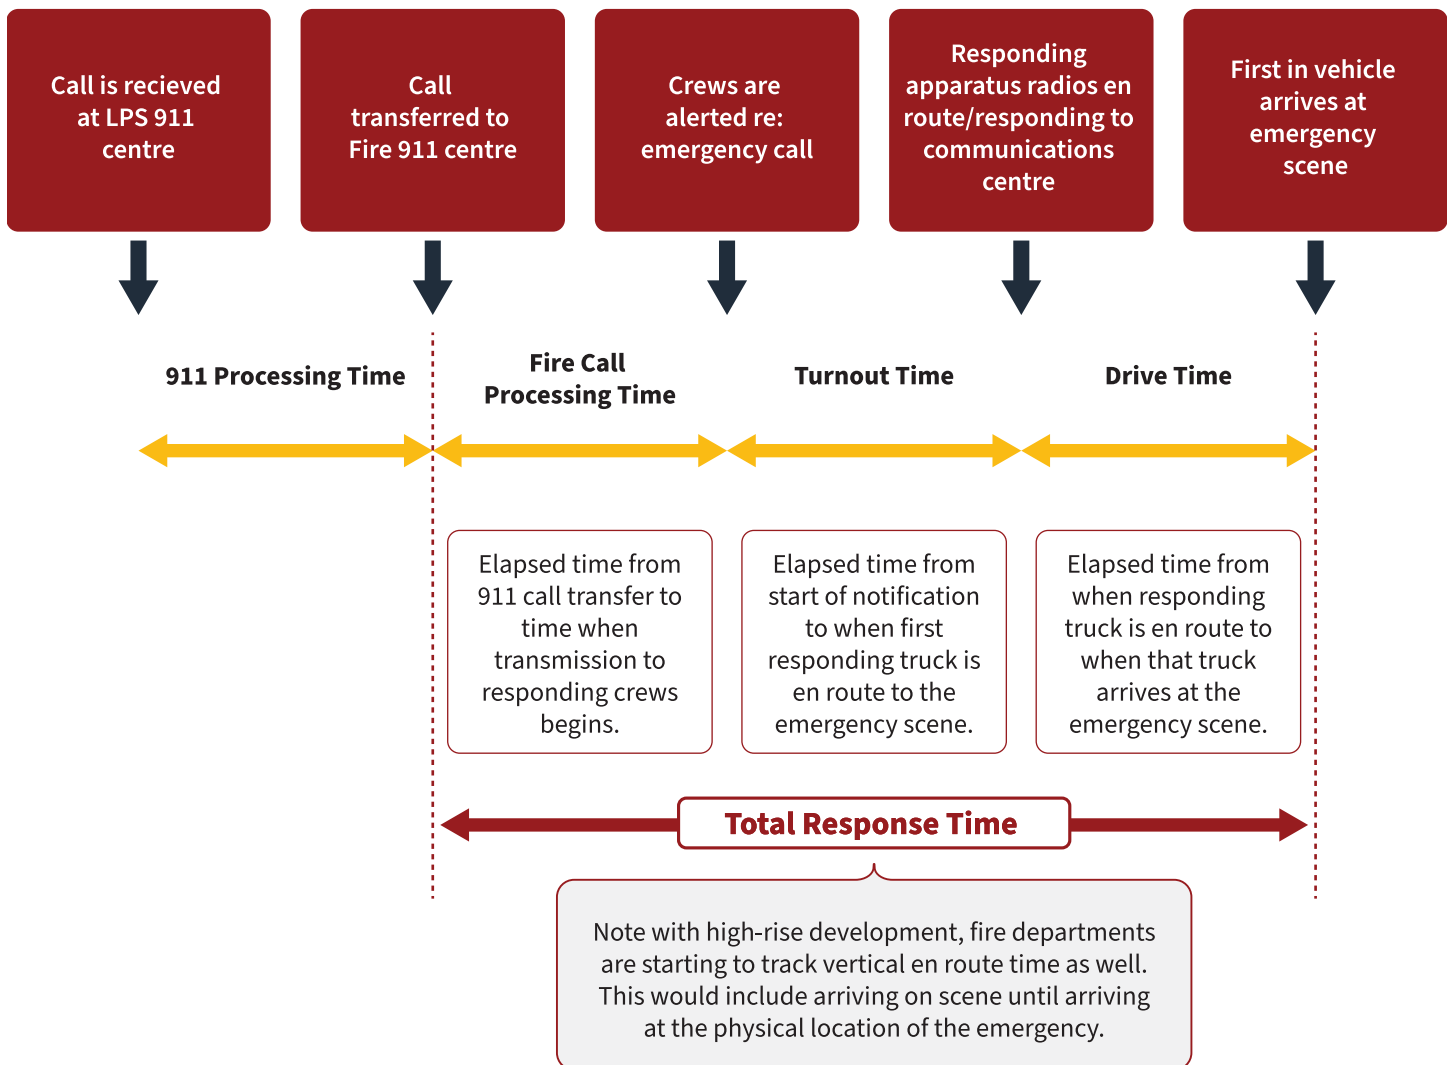 Call is recieved
at LPS 911
centre
Call
transferred to
Fire 911 centre
Crews are
alerted re:
emergency call
Responding
apparatus radios en
route/responding to
communications
centre
First in vehicle
arrives at
emergency
scene
911 Processing Time
Fire Call
Processing Time
Turnout Time
Drive Time
Elapsed time from
911 call transfer to
time when
transmission to
responding crews
begins.
Elapsed time from
start of notification
to when first
responding truck is
en route to the
emergency scene.
Elapsed time from
when responding
truck is en route to
when that truck
arrives at the
emergency scene.
Total Response Time
Note with high-rise development, fire departments
are starting to track vertical en route time as well.
This would include arriving on scene until arriving
at the physical location of the emergency.